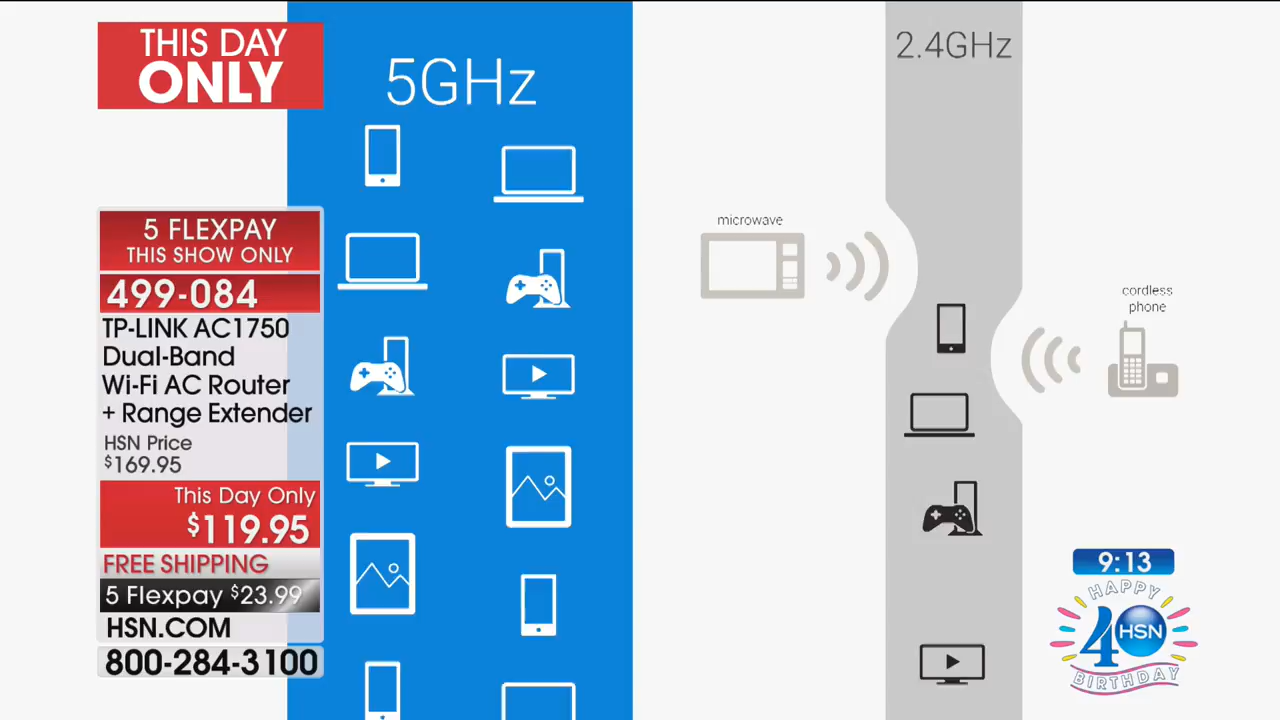 THIS DAY
ONLY
5GHz
2.4GHz
5 FLEXPAY
THIS SHOW ONLY
499-084
TP-LINK AC1750
Dual-Band
Wi-Fi AC Router
+ Range Extender
HSN Price
$169.95
This Day Only
$119.95
FREE SHIPPING
5 Flexpay $23.99
HSN.COM
800-284-3100
microwave
cordless
phone
9:13
HAPPY
40 HSN
BIRTHDAY